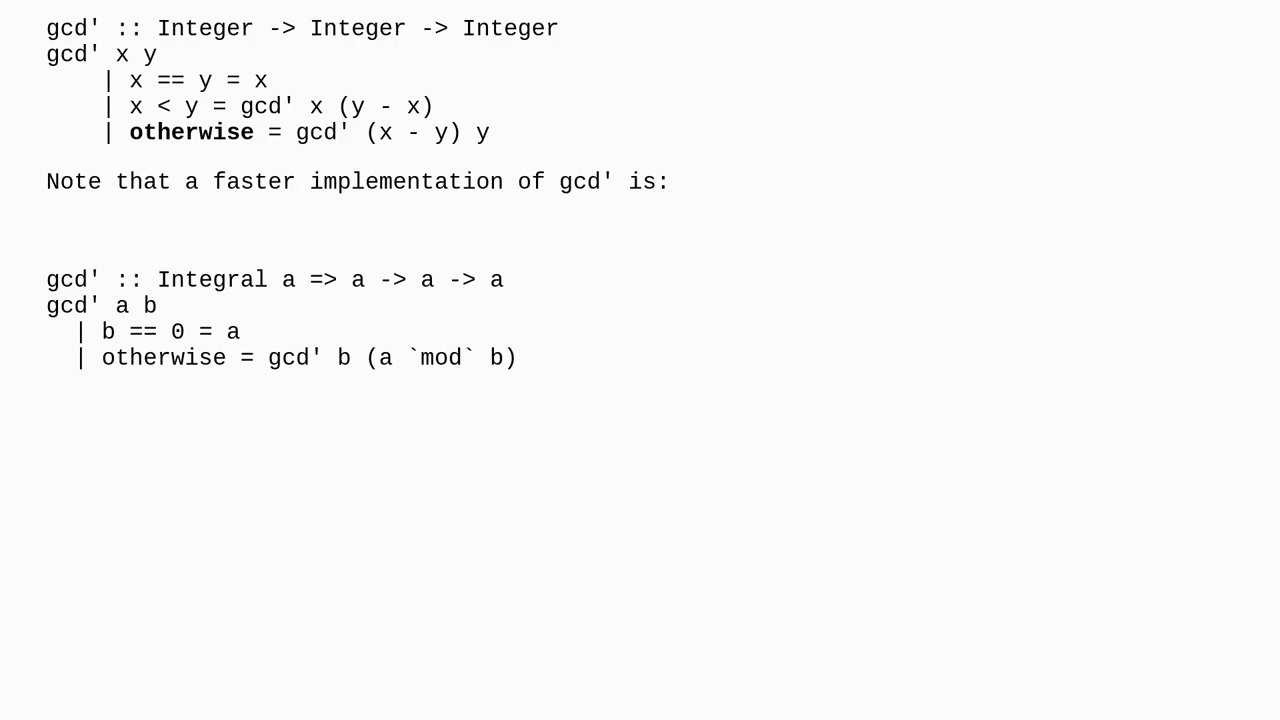 gcd' :: Integer -> Integer -> Integer
gcd' x y
    | x == y = x
    | x < y = gcd' x (y - x)
    | otherwise = gcd' (x - y) y
Note that a faster implementation of gcd' is:
gcd' :: Integral a => a -> a -> a
gcd' a b
  | b == 0 = a
  | otherwise = gcd' b (a `mod` b)